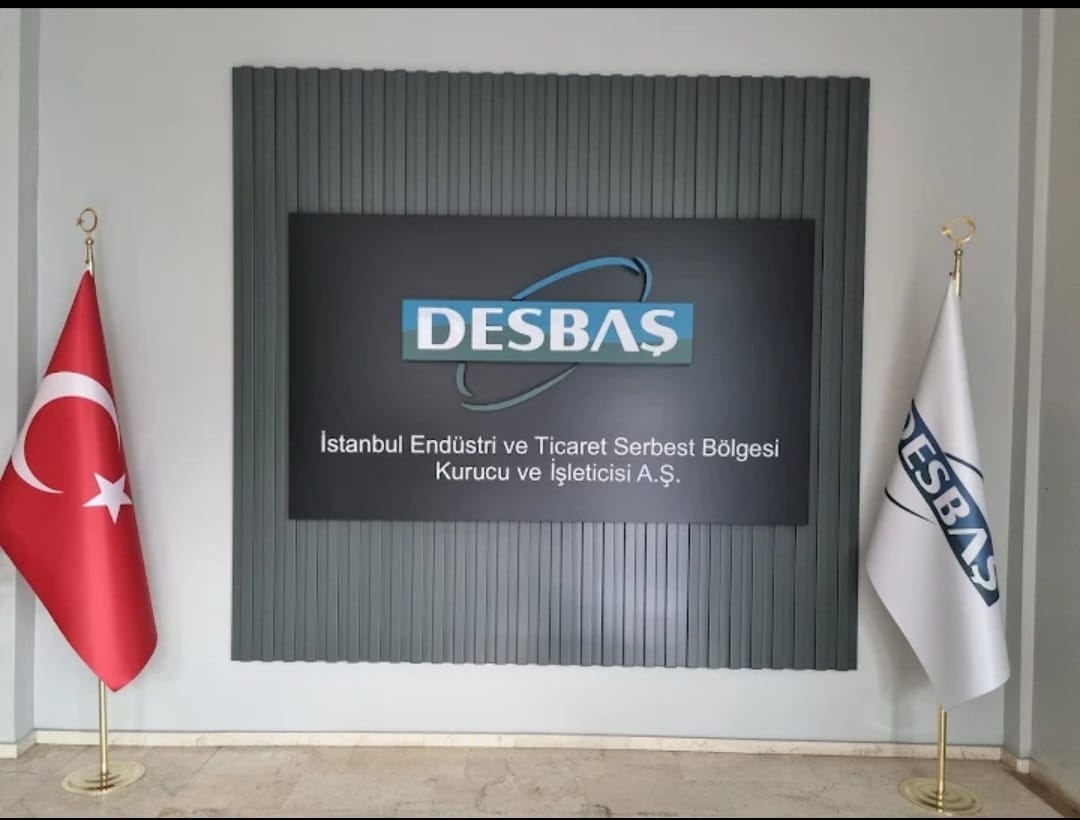 DESBAŞ
İstanbul Endüstri ve Ticaret Serbest Bölgesi
Kurucu ve İşleticisi A.Ş.
DESBAŞ